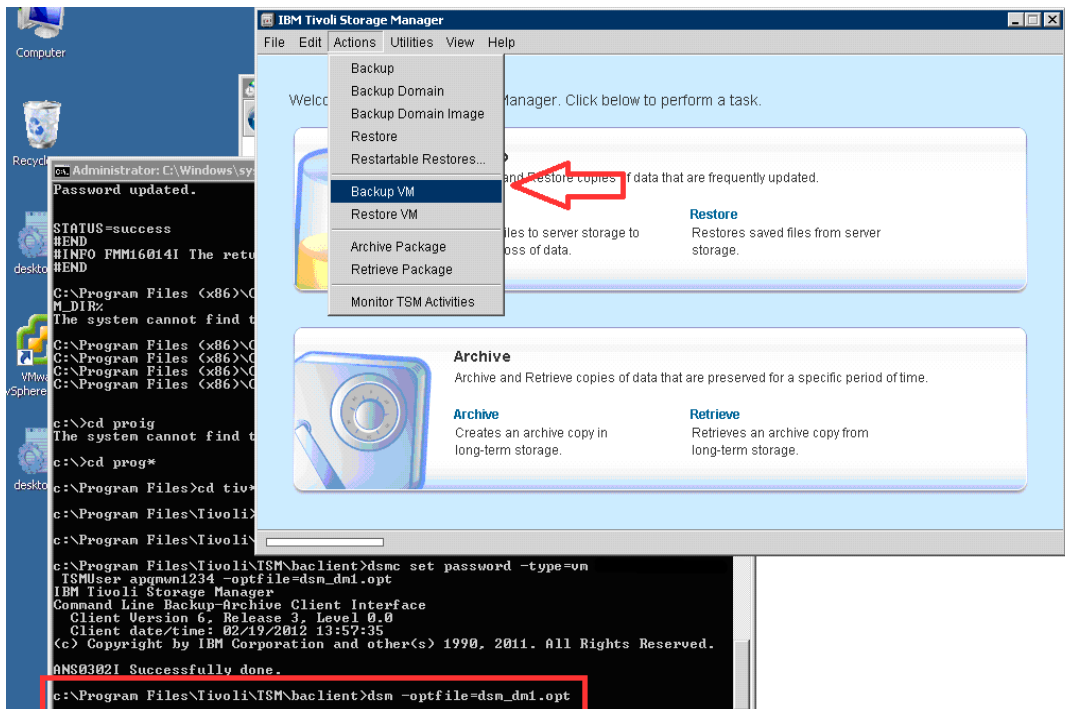 Computer
Recycl
deskto
VMwa
vSphere
deskto
IBM Tivoli Storage Manager
File Edit Actions Utilities View Help
Backup
Backup Domain
Backup Domain Image
Restore
Restartable Restores...
Backup VM
Restore VM
Archive Package
Retrieve Package
Monitor TSM Activities
Welco Manager. Click below to perform a task.
and Restore copies of data that are frequently updated.
iles to server storage to
oss of data.
Restore
Restores saved files from server
storage.
Archive
Archive and Retrieve copies of data that are preserved for a specific period of time.
Archive
Creates an archive copy in
long-term storage.
Retrieve
Retrieves an archive copy from
long-term storage.
Administrator: C:\Windows\sy
Password updated.
STATUS=success
#END
#INFO FMM16014I The retu
#END
C:\Program Files (x86)\C
M_DIR%
The system cannot find t
C:\Program Files (x86)\C
C:\Program Files (x86)\C
C:\Program Files (x86)\C
C:\Program Files (x86)\C
c:\>cd proig
The system cannot find t
c:\>cd prog*
c:\Program Files>cd tiv*
c:\Program Files\Tivoli>
c:\Program Files\Tivoli\
c:\Program Files\Tivoli\TSM\baclient>dsmc set password -type=vm
TSMUser apqmwn1234 -optfile=dsm_dm1.opt
IBM Tivoli Storage Manager
Command Line Backup-Archive Client Interface
Client Version 6, Release 3, Level 0.0
Client date/time: 02/19/2012 13:57:35
(c) Copyright by IBM Corporation and other(s) 1990, 2011. All Rights Reserved.
ANS0302I Successfully done.
c:\Program Files\Tivoli\TSM\baclient>dsm -optfile=dsm_dm1.opt